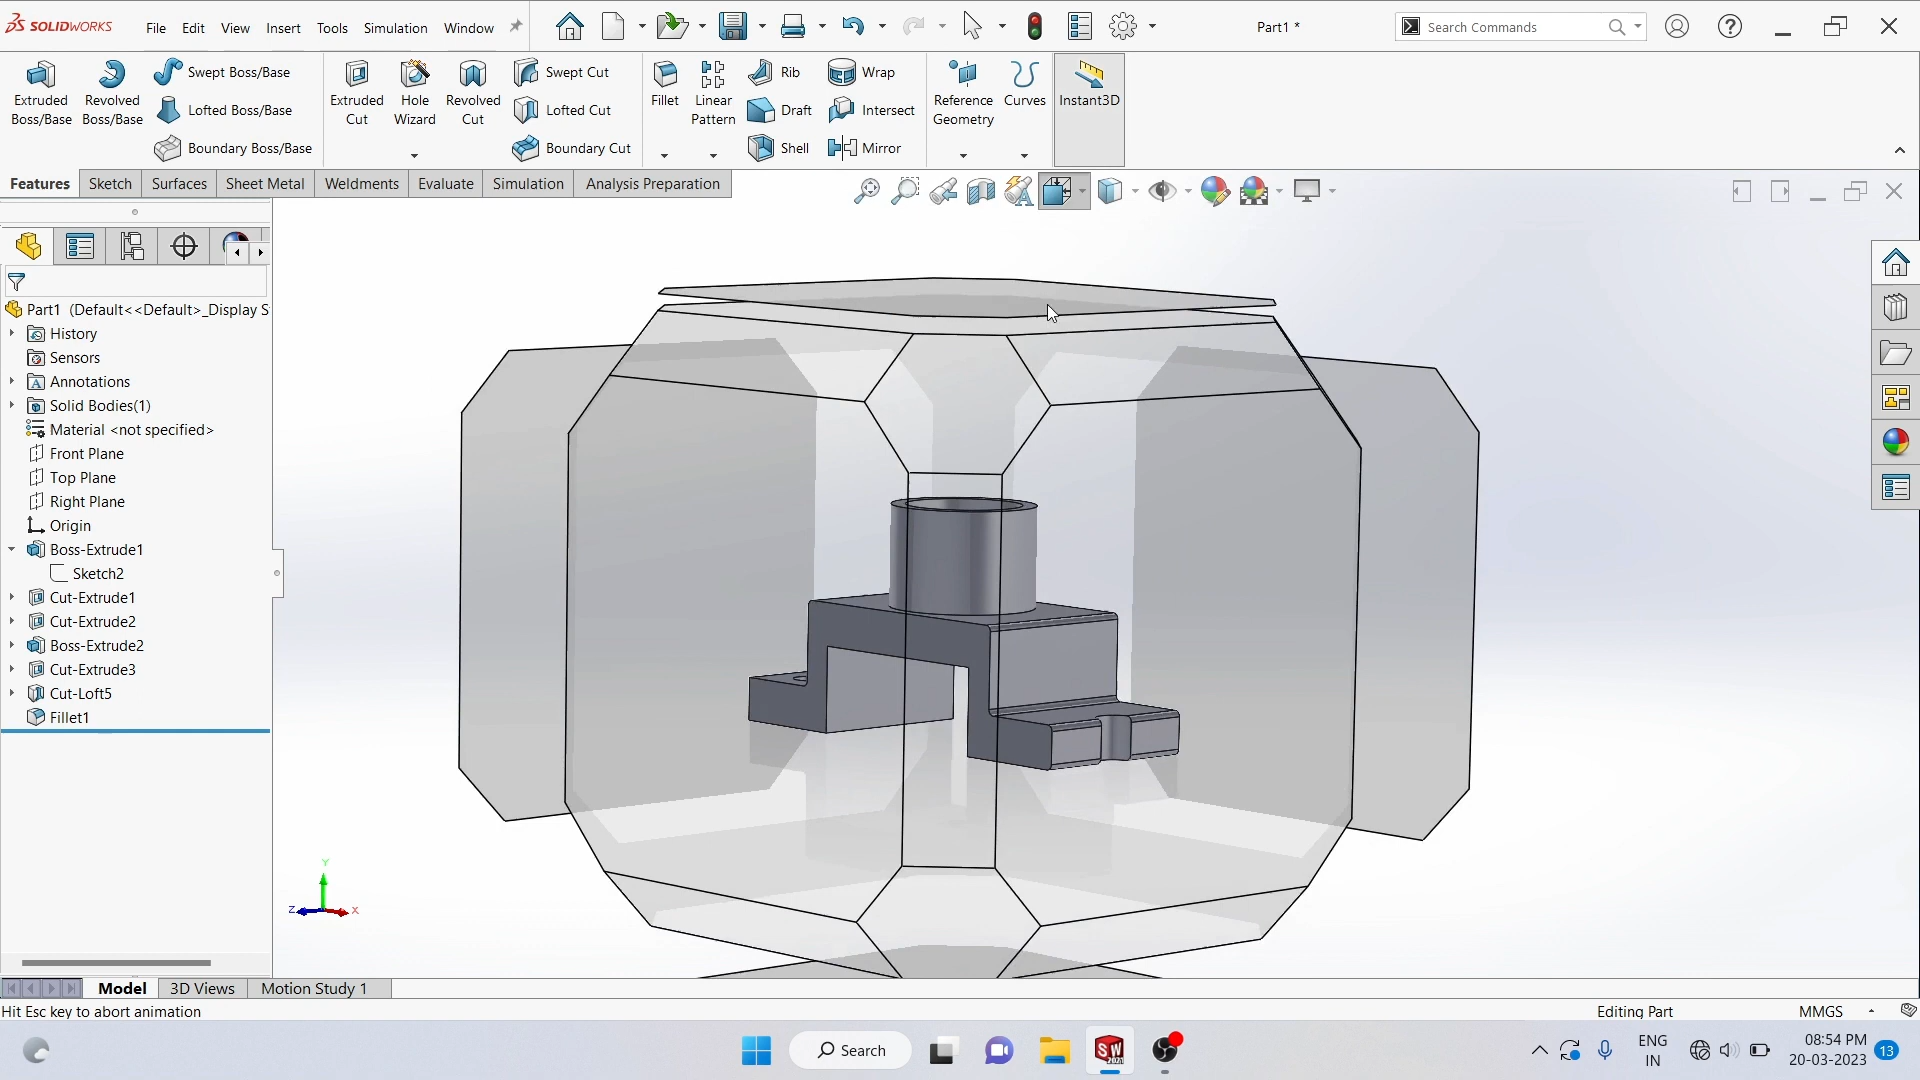 SOLIDWORKS File Edit View Insert Tools Simulation Window Part1 * Search Commands
Extruded Boss/Base
Revolved Boss/Base
Swept Boss/Base
Lofted Boss/Base
Boundary Boss/Base
Extruded Cut
Hole Wizard
Revolved Cut
Swept Cut
Lofted Cut
Boundary Cut
Fillet
Linear Pattern
Rib
Draft
Shell
Wrap
Intersect
Mirror
Reference Geometry
Curves
Instant3D
Features Sketch Surfaces Sheet Metal Weldments Evaluate Simulation Analysis Preparation
Part1 (Default<<Default>_Display S
History
Sensors
A Annotations
Solid Bodies(1)
Material <not specified>
Front Plane
Top Plane
Right Plane
Origin
Boss-Extrude1
Sketch2
Cut-Extrude1
Cut-Extrude2
Boss-Extrude2
Cut-Extrude3
Cut-Loft5
Fillet1
Y
Z X
Model 3D Views Motion Study 1
Hit Esc key to abort animation Editing Part MMGS
Search
SW
2021
ENG
IN
08:54 PM
20-03-2023
13